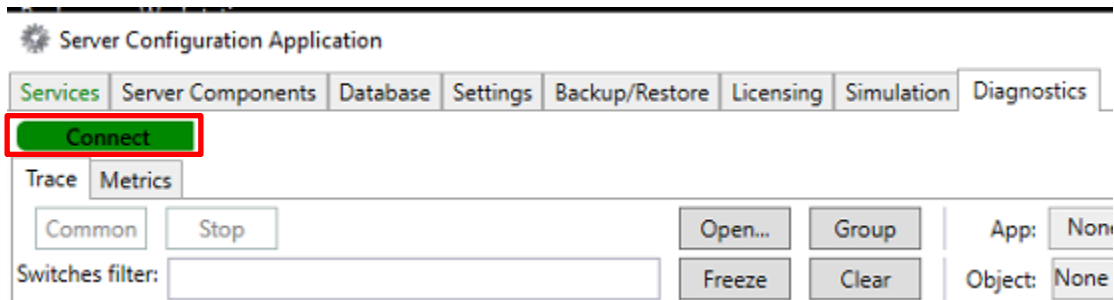 Server Configuration Application
Services Server Components Database Settings Backup/Restore Licensing Simulation Diagnostics
Connect
Trace Metrics
Common Stop Open... Group App: None
Switches filter: Freeze Clear Object: None